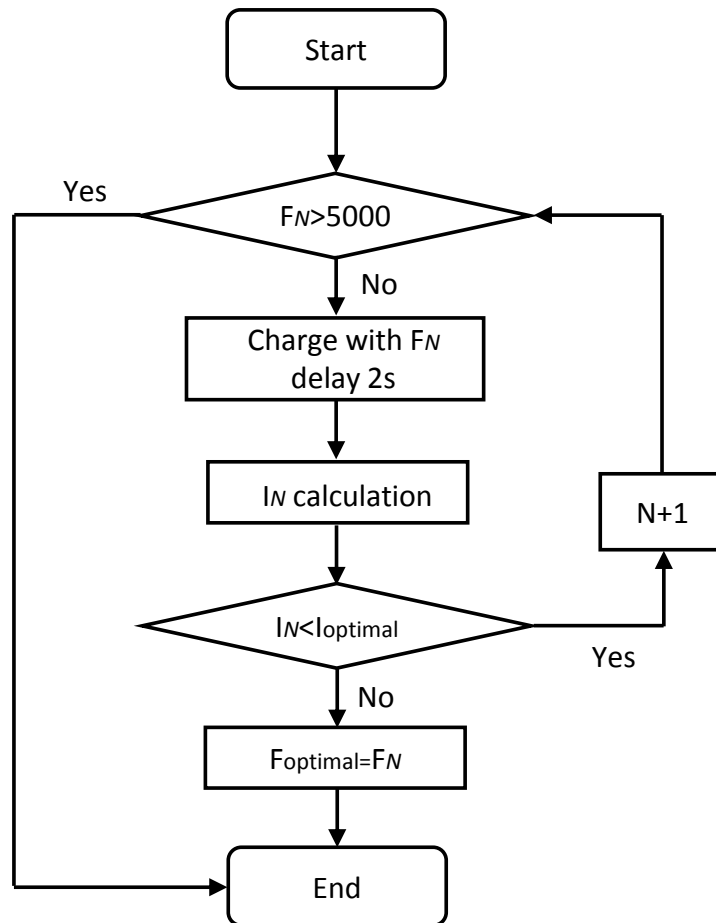 Start
Yes
FN>5000
No
Charge with FN
delay 2s
IN calculation
N+1
IN<Ioptimal
Yes
No
Foptimal=FN
End